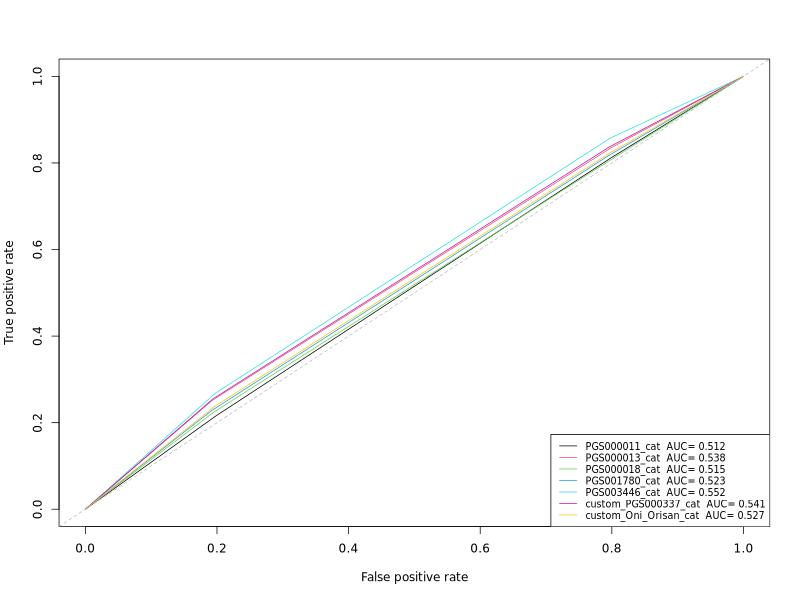 1.0
0.8
0.6
0.4
0.2
0.0
True positive rate
PGS000011_cat AUC= 0.512
PGS000013_cat AUC= 0.538
PGS000018_cat AUC= 0.515
PGS001780_cat AUC= 0.523
PGS003446_cat AUC= 0.552
custom_PGS000337_cat AUC= 0.541
custom_Oni_Orisan_cat AUC= 0.527
0.0 0.2 0.4 0.6 0.8 1.0
False positive rate